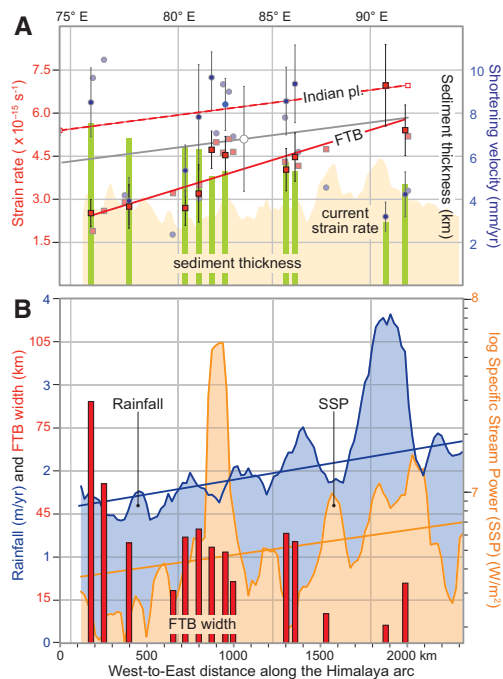 A
75° E 80° E 85° E 90° E
Strain rate ( x 10⁻¹⁵ s⁻¹)
7.5
6.0
4.5
3.0
1.5
Indian pl.
FTB
current
strain rate
sediment thickness
10
8
6
4
2
Sediment thickness (km)
Shortening velocity (mm/yr)
B
Rainfall (m/yr) and FTB width (km)
4
105
3
75
2
45
1
15
0
Rainfall
SSP
FTB width
8
7
log Specific Stream Power (SSP) (W/m²)
0 500 1000 1500 2000 km
West-to-East distance along the Himalaya arc